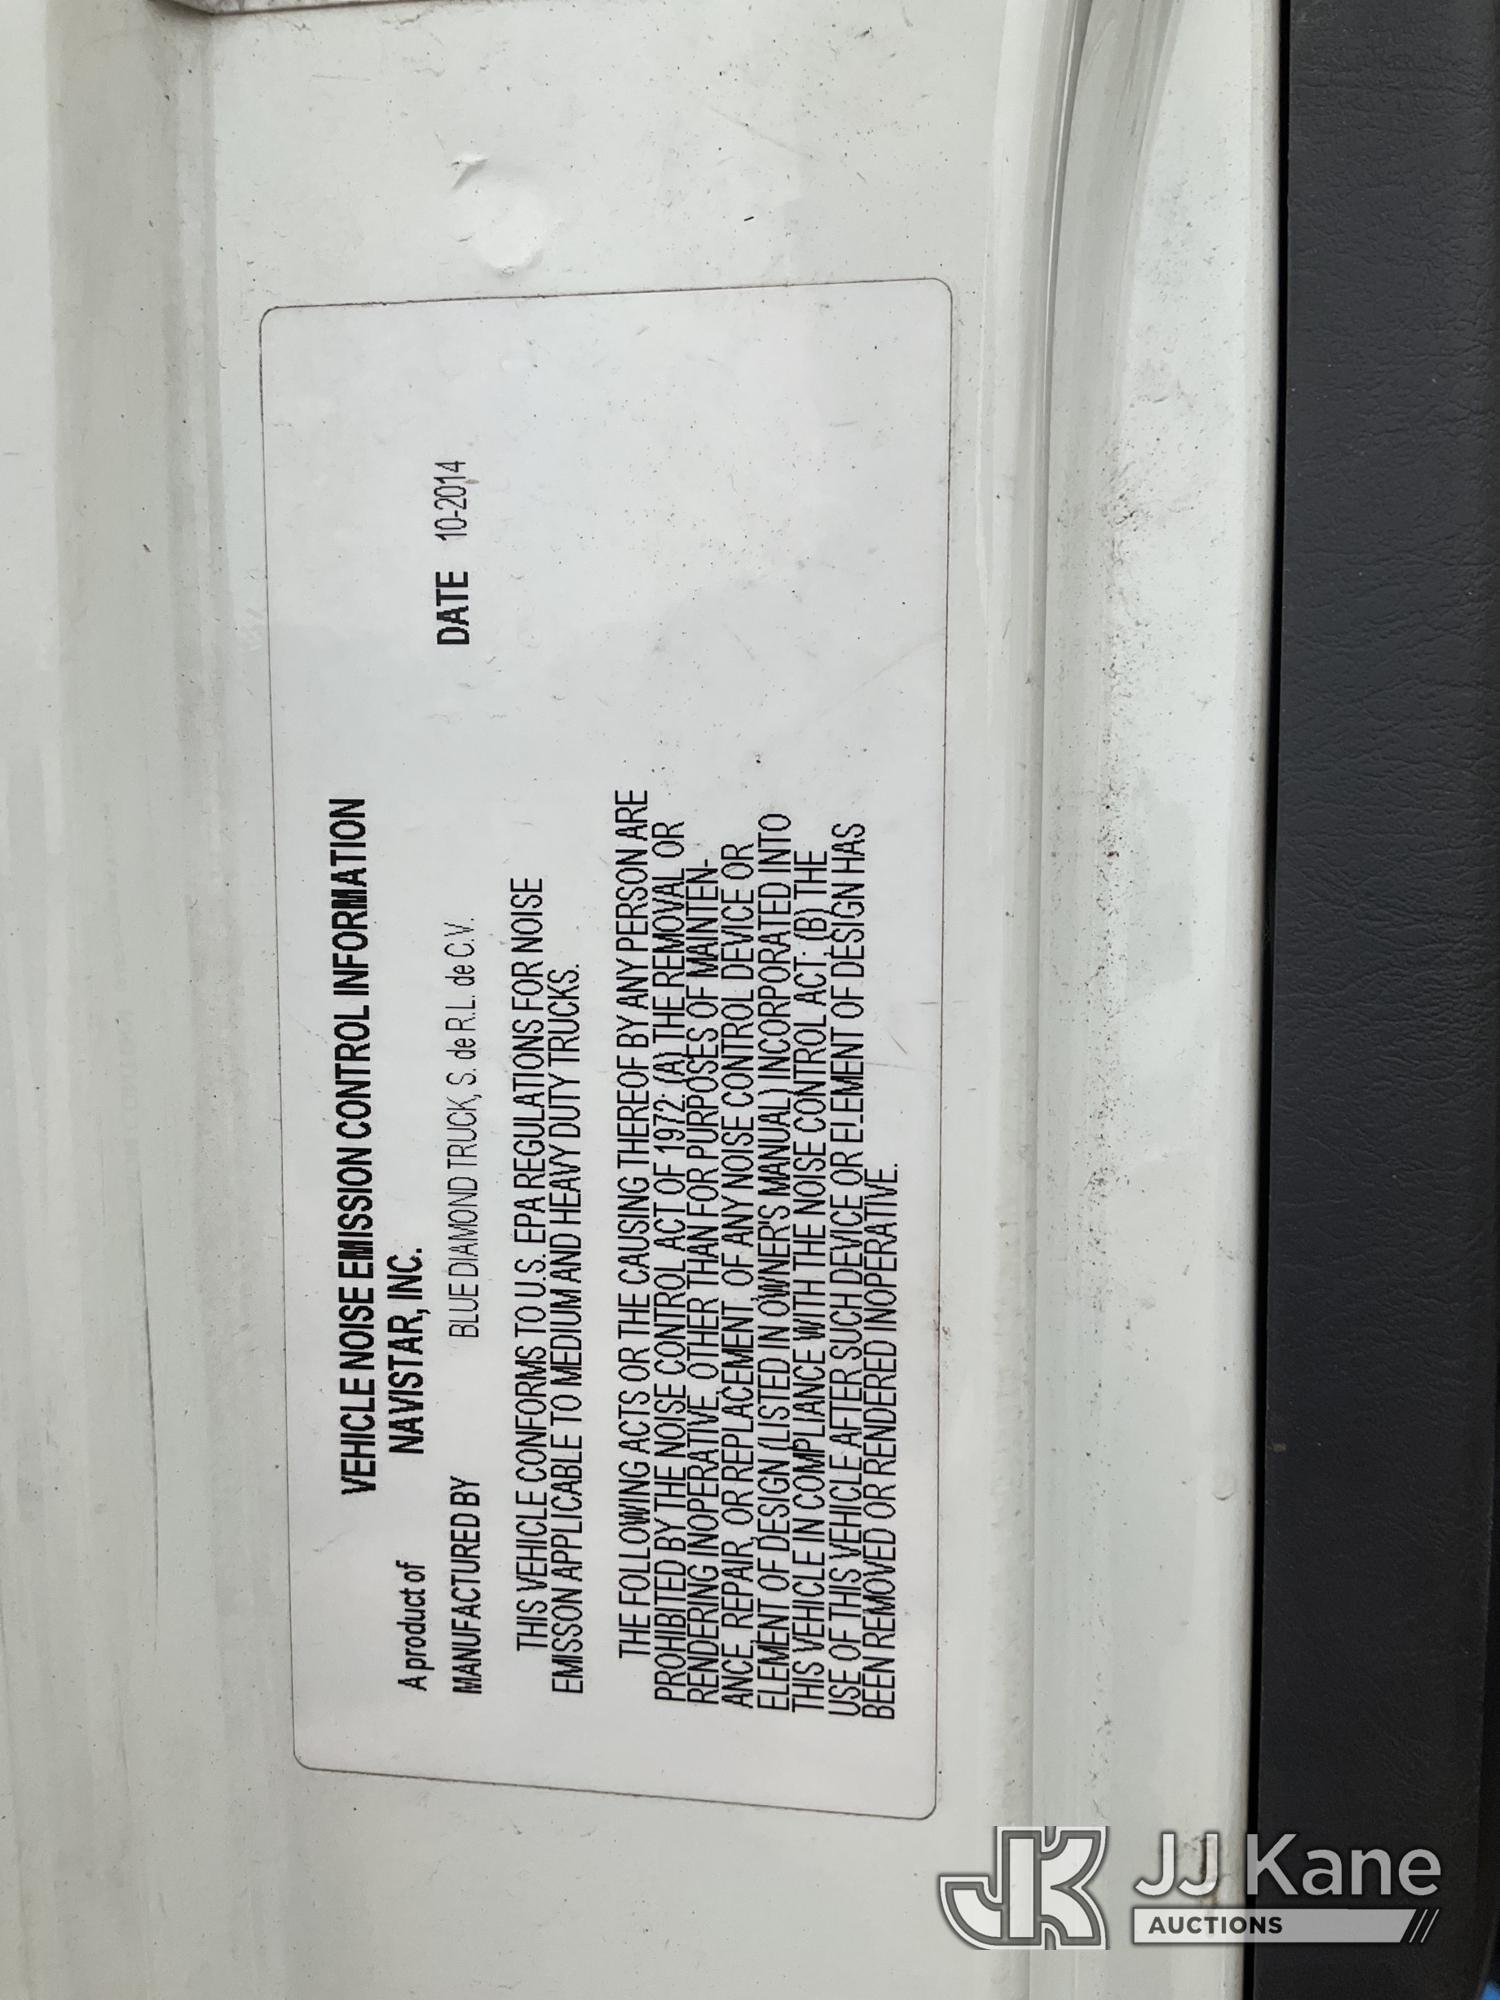 VEHICLE NOISE EMISSION CONTROL INFORMATION
A product of NAVISTAR, INC.
MANUFACTURED BY BLUE DIAMOND TRUCK, S. de R.L. de C.V. DATE 10-2014
THIS VEHICLE CONFORMS TO U.S. EPA REGULATIONS FOR NOISE
EMISSON APPLICABLE TO MEDIUM AND HEAVY DUTY TRUCKS.
THE FOLLOWING ACTS OR THE CAUSING THEREOF BY ANY PERSON ARE
PROHIBITED BY THE NOISE CONTROL ACT OF 1972: (A) THE REMOVAL OR
RENDERING INOPERATIVE, OTHER THAN FOR PURPOSES OF MAINTEN-
ANCE, REPAIR, OR REPLACEMENT, OF ANY NOISE CONTROL DEVICE OR
ELEMENT OF DESIGN (LISTED IN OWNER'S MANUAL) INCORPORATED INTO
THIS VEHICLE IN COMPLIANCE WITH THE NOISE CONTROL ACT: (B) THE
USE OF THIS VEHICLE AFTER SUCH DEVICE OR ELEMENT OF DESIGN HAS
BEEN REMOVED OR RENDERED INOPERATIVE.
JK JJ Kane
AUCTIONS